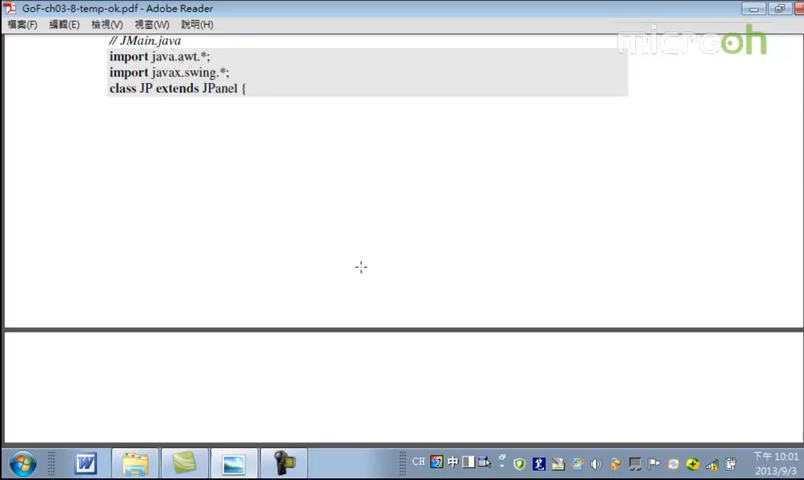 GoF-ch03-8-temp-ok.pdf - Adobe Reader
檔案(F) 編輯(E) 檢視(V) 視窗(W) 說明(H)
microoh
// JMain.java
import java.awt.*;
import javax.swing.*;
class JP extends JPanel {
CH 中
下午 10:01
2013/9/3